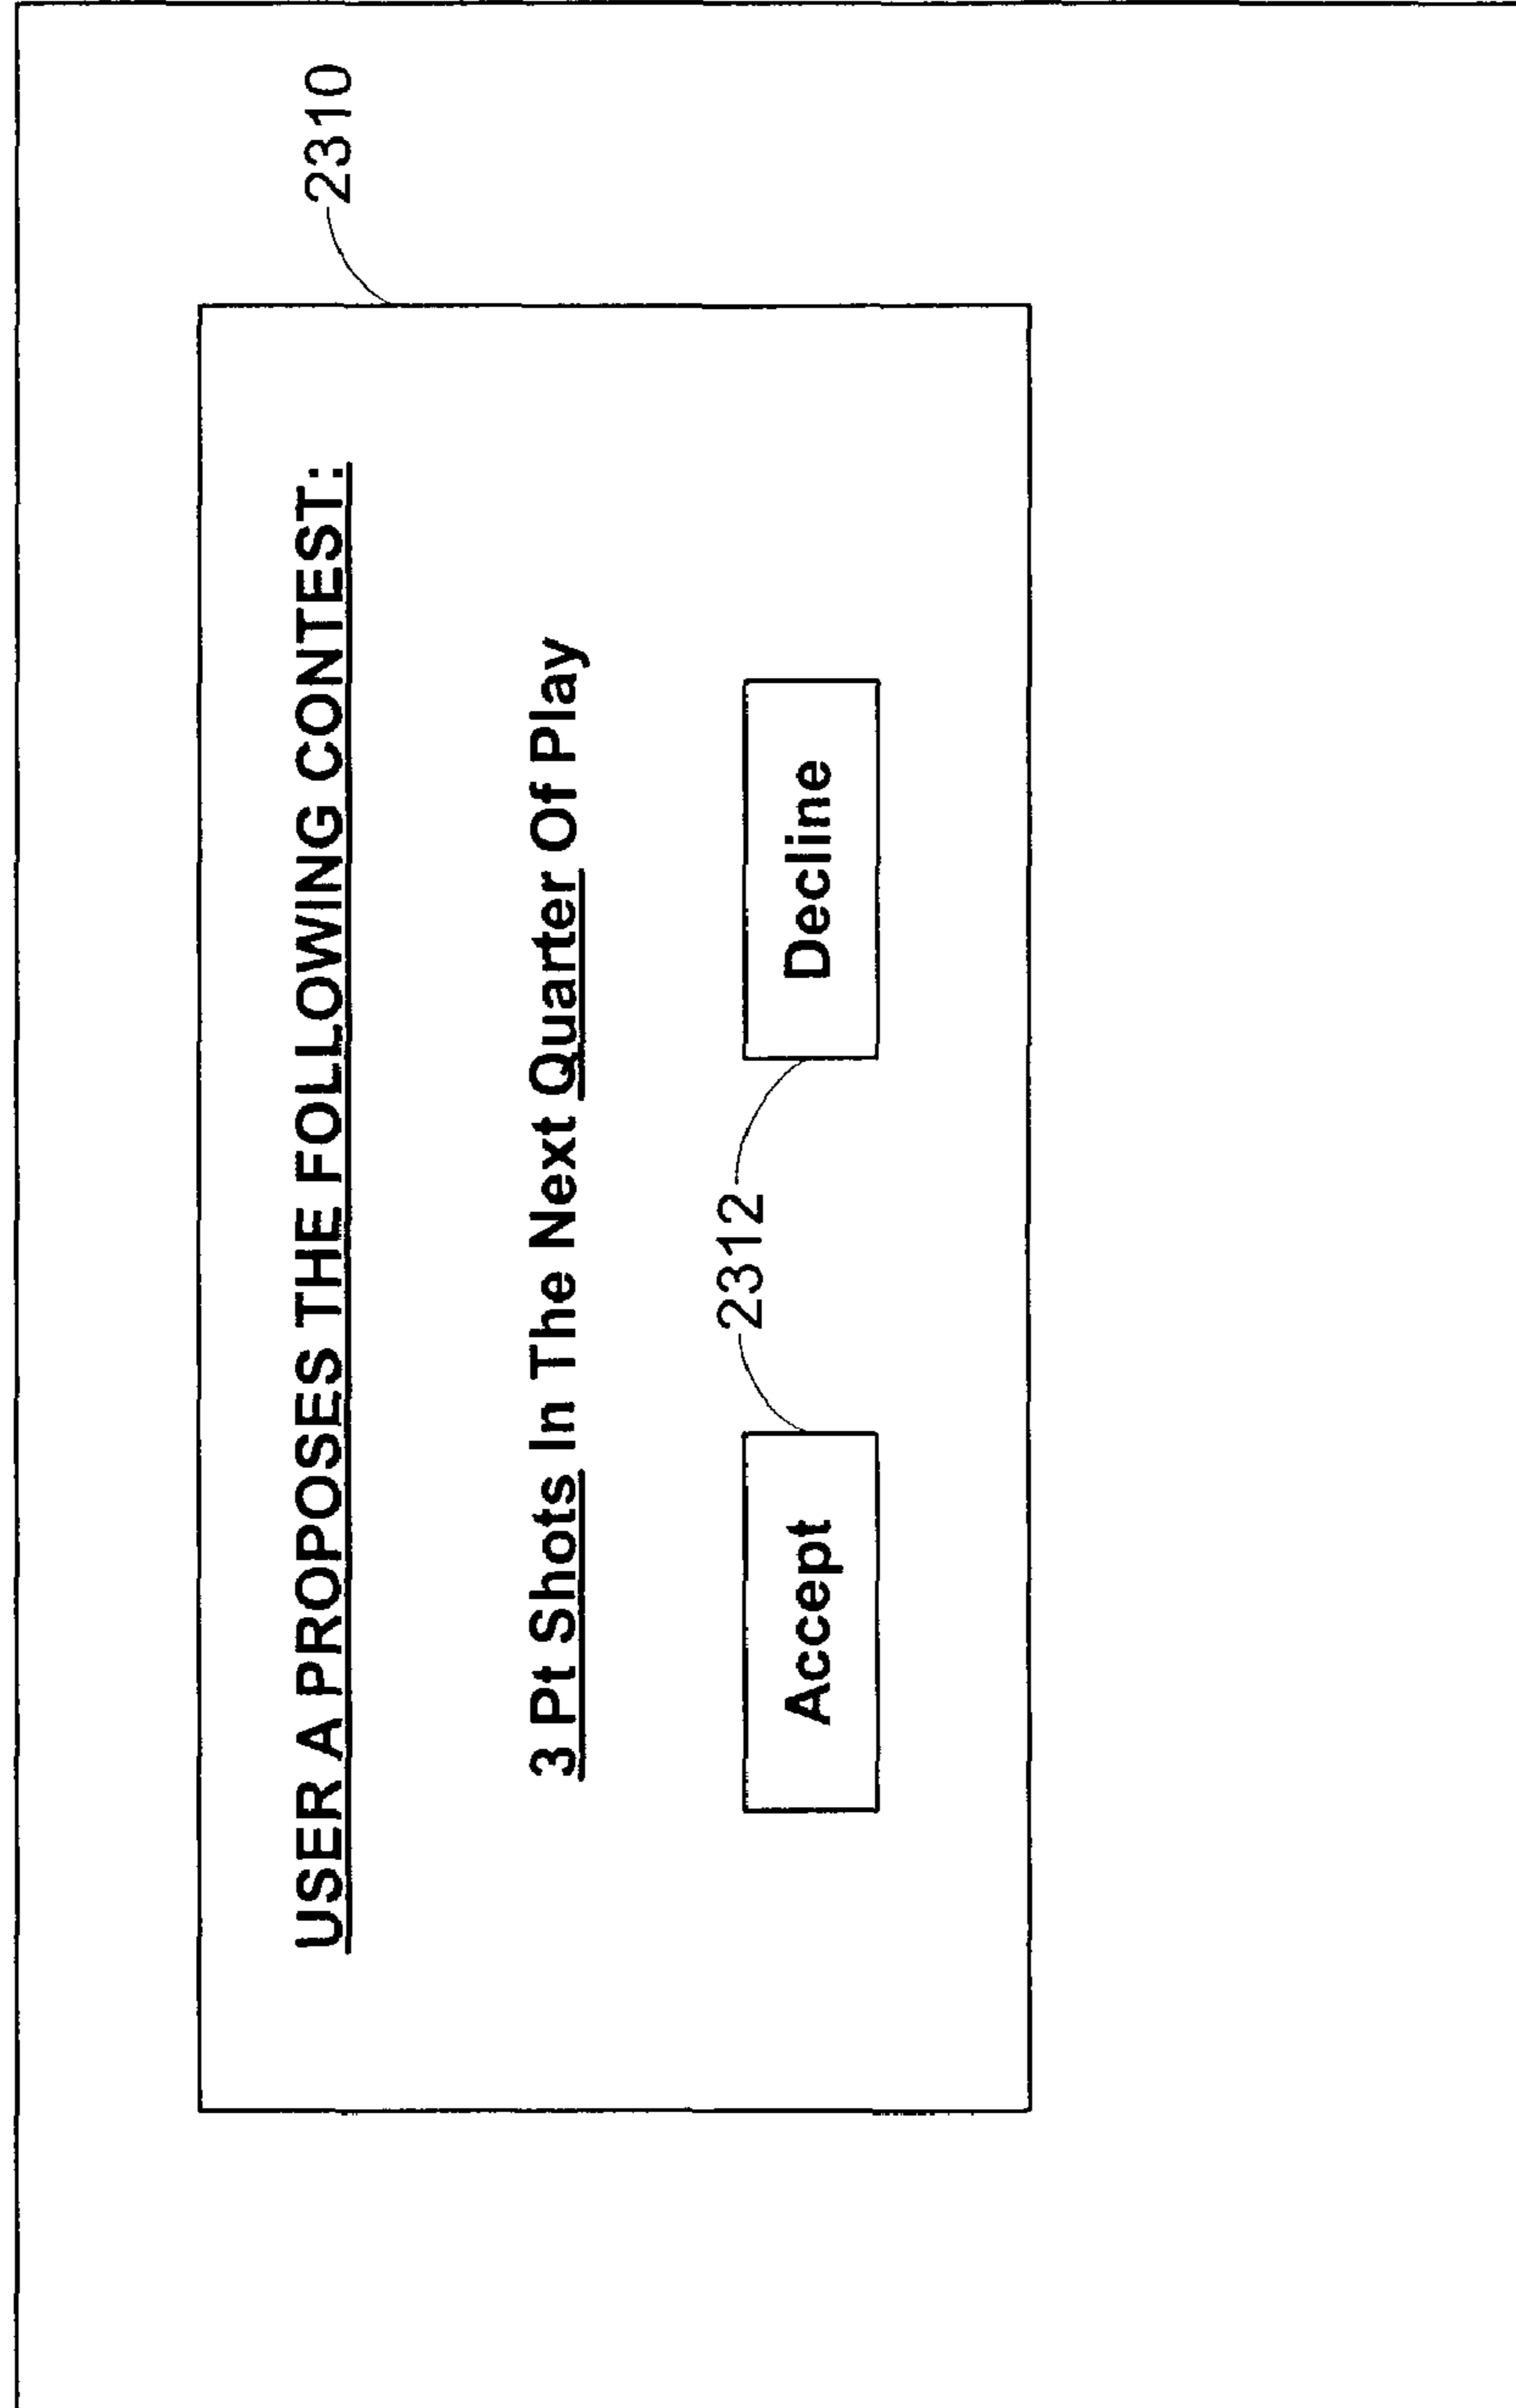 2310
USER A PROPOSES THE FOLLOWING CONTEST:
3 Pt Shots In The Next Quarter Of Play
Accept 2312 Decline